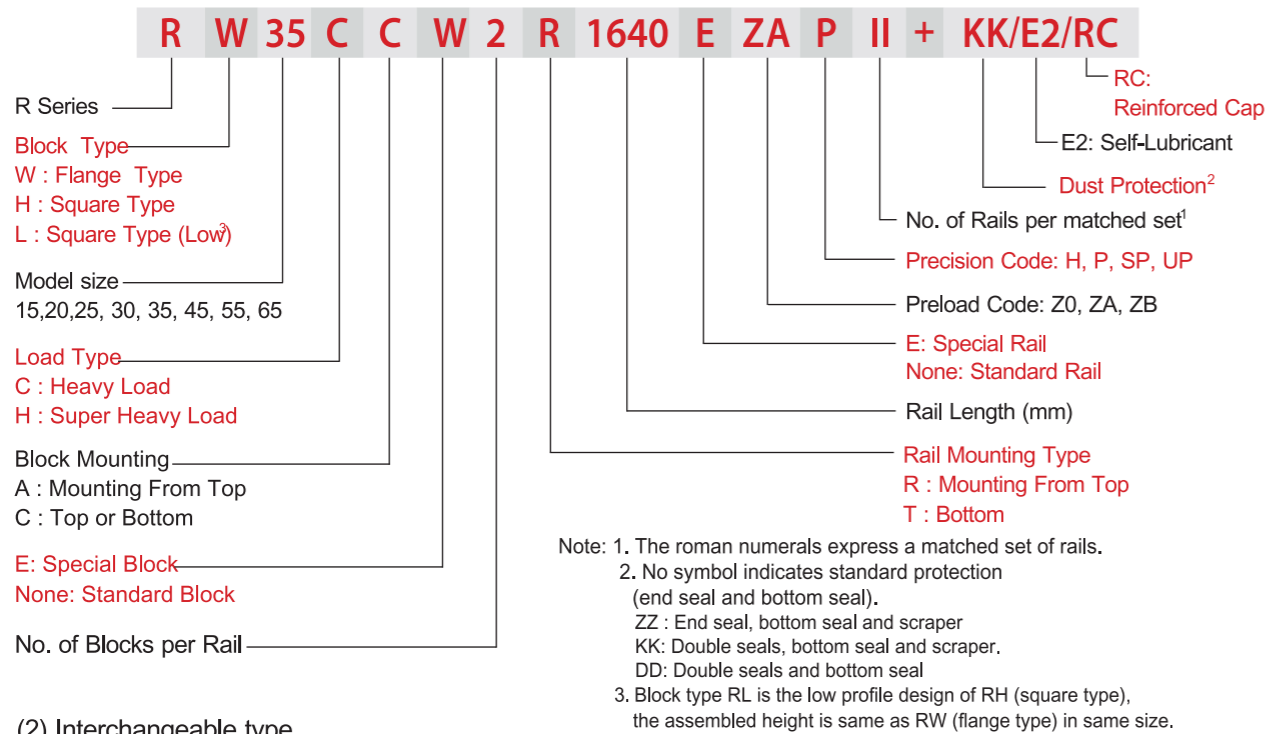 R W 35 C C W 2 R 1640 E ZA P II + KK/E2/RC
R Series
Block Type
W : Flange Type
H : Square Type
L : Square Type (Low3)
Model size
15,20,25, 30, 35, 45, 55, 65
Load Type
C : Heavy Load
H : Super Heavy Load
Block Mounting
A : Mounting From Top
C : Top or Bottom
E: Special Block
None: Standard Block
No. of Blocks per Rail
(2) Interchangeable type
RC:
Reinforced Cap
E2: Self-Lubricant
Dust Protection2
No. of Rails per matched set1
Precision Code: H, P, SP, UP
Preload Code: Z0, ZA, ZB
E: Special Rail
None: Standard Rail
Rail Length (mm)
Rail Mounting Type
R : Mounting From Top
T : Bottom
Note: 1. The roman numerals express a matched set of rails.
2. No symbol indicates standard protection
(end seal and bottom seal).
ZZ : End seal, bottom seal and scraper
KK: Double seals, bottom seal and scraper.
DD: Double seals and bottom seal
3. Block type RL is the low profile design of RH (square type),
the assembled height is same as RW (flange type) in same size.